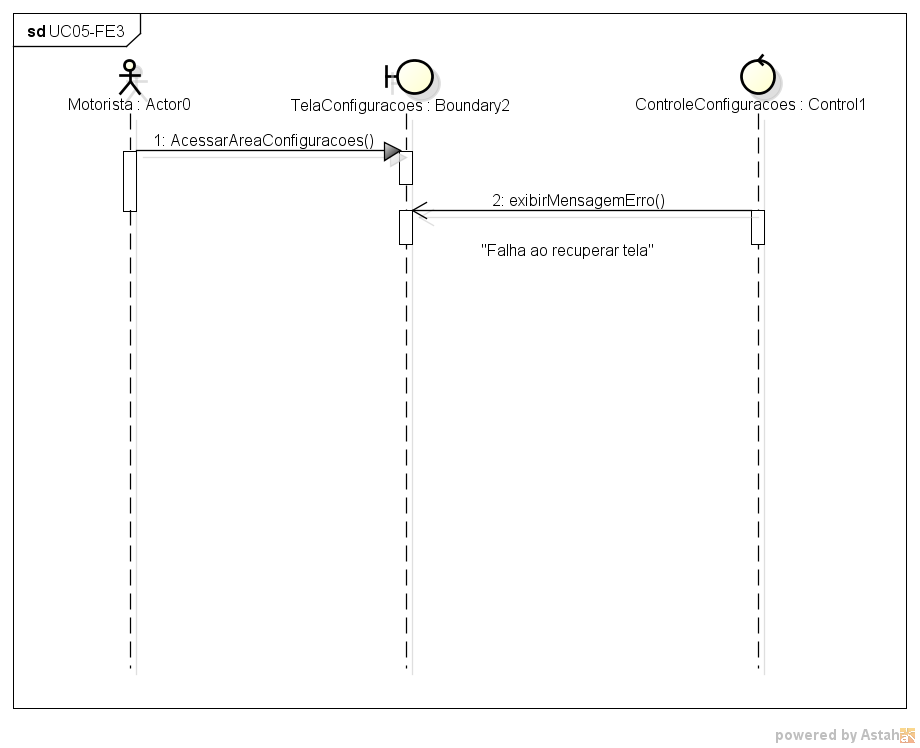 sd UC05-FE3
Motorista : Actor0
TelaConfiguracoes : Boundary2
ControleConfiguracoes : Control1
1: AcessarAreaConfiguracoes()
2: exibirMensagemErro()
"Falha ao recuperar tela"
powered by Astah